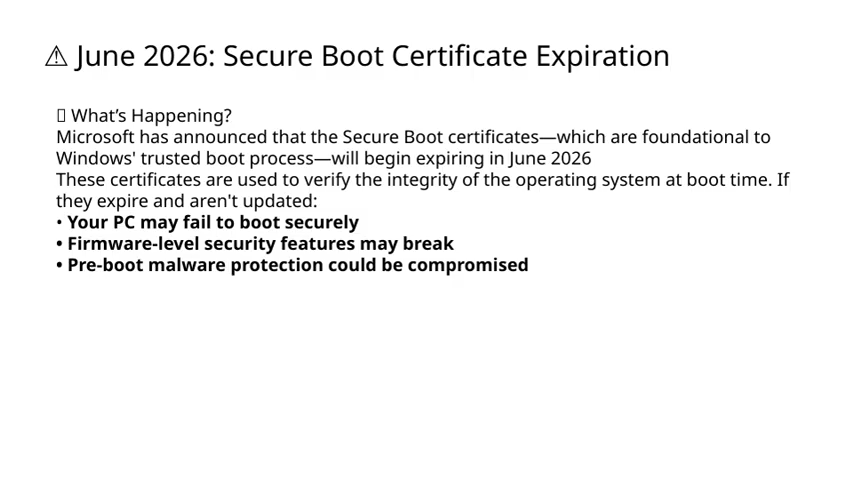 ⚠ June 2026: Secure Boot Certificate Expiration
What’s Happening?
Microsoft has announced that the Secure Boot certificates—which are foundational to
Windows' trusted boot process—will begin expiring in June 2026
These certificates are used to verify the integrity of the operating system at boot time. If
they expire and aren't updated:
• Your PC may fail to boot securely
• Firmware-level security features may break
• Pre-boot malware protection could be compromised